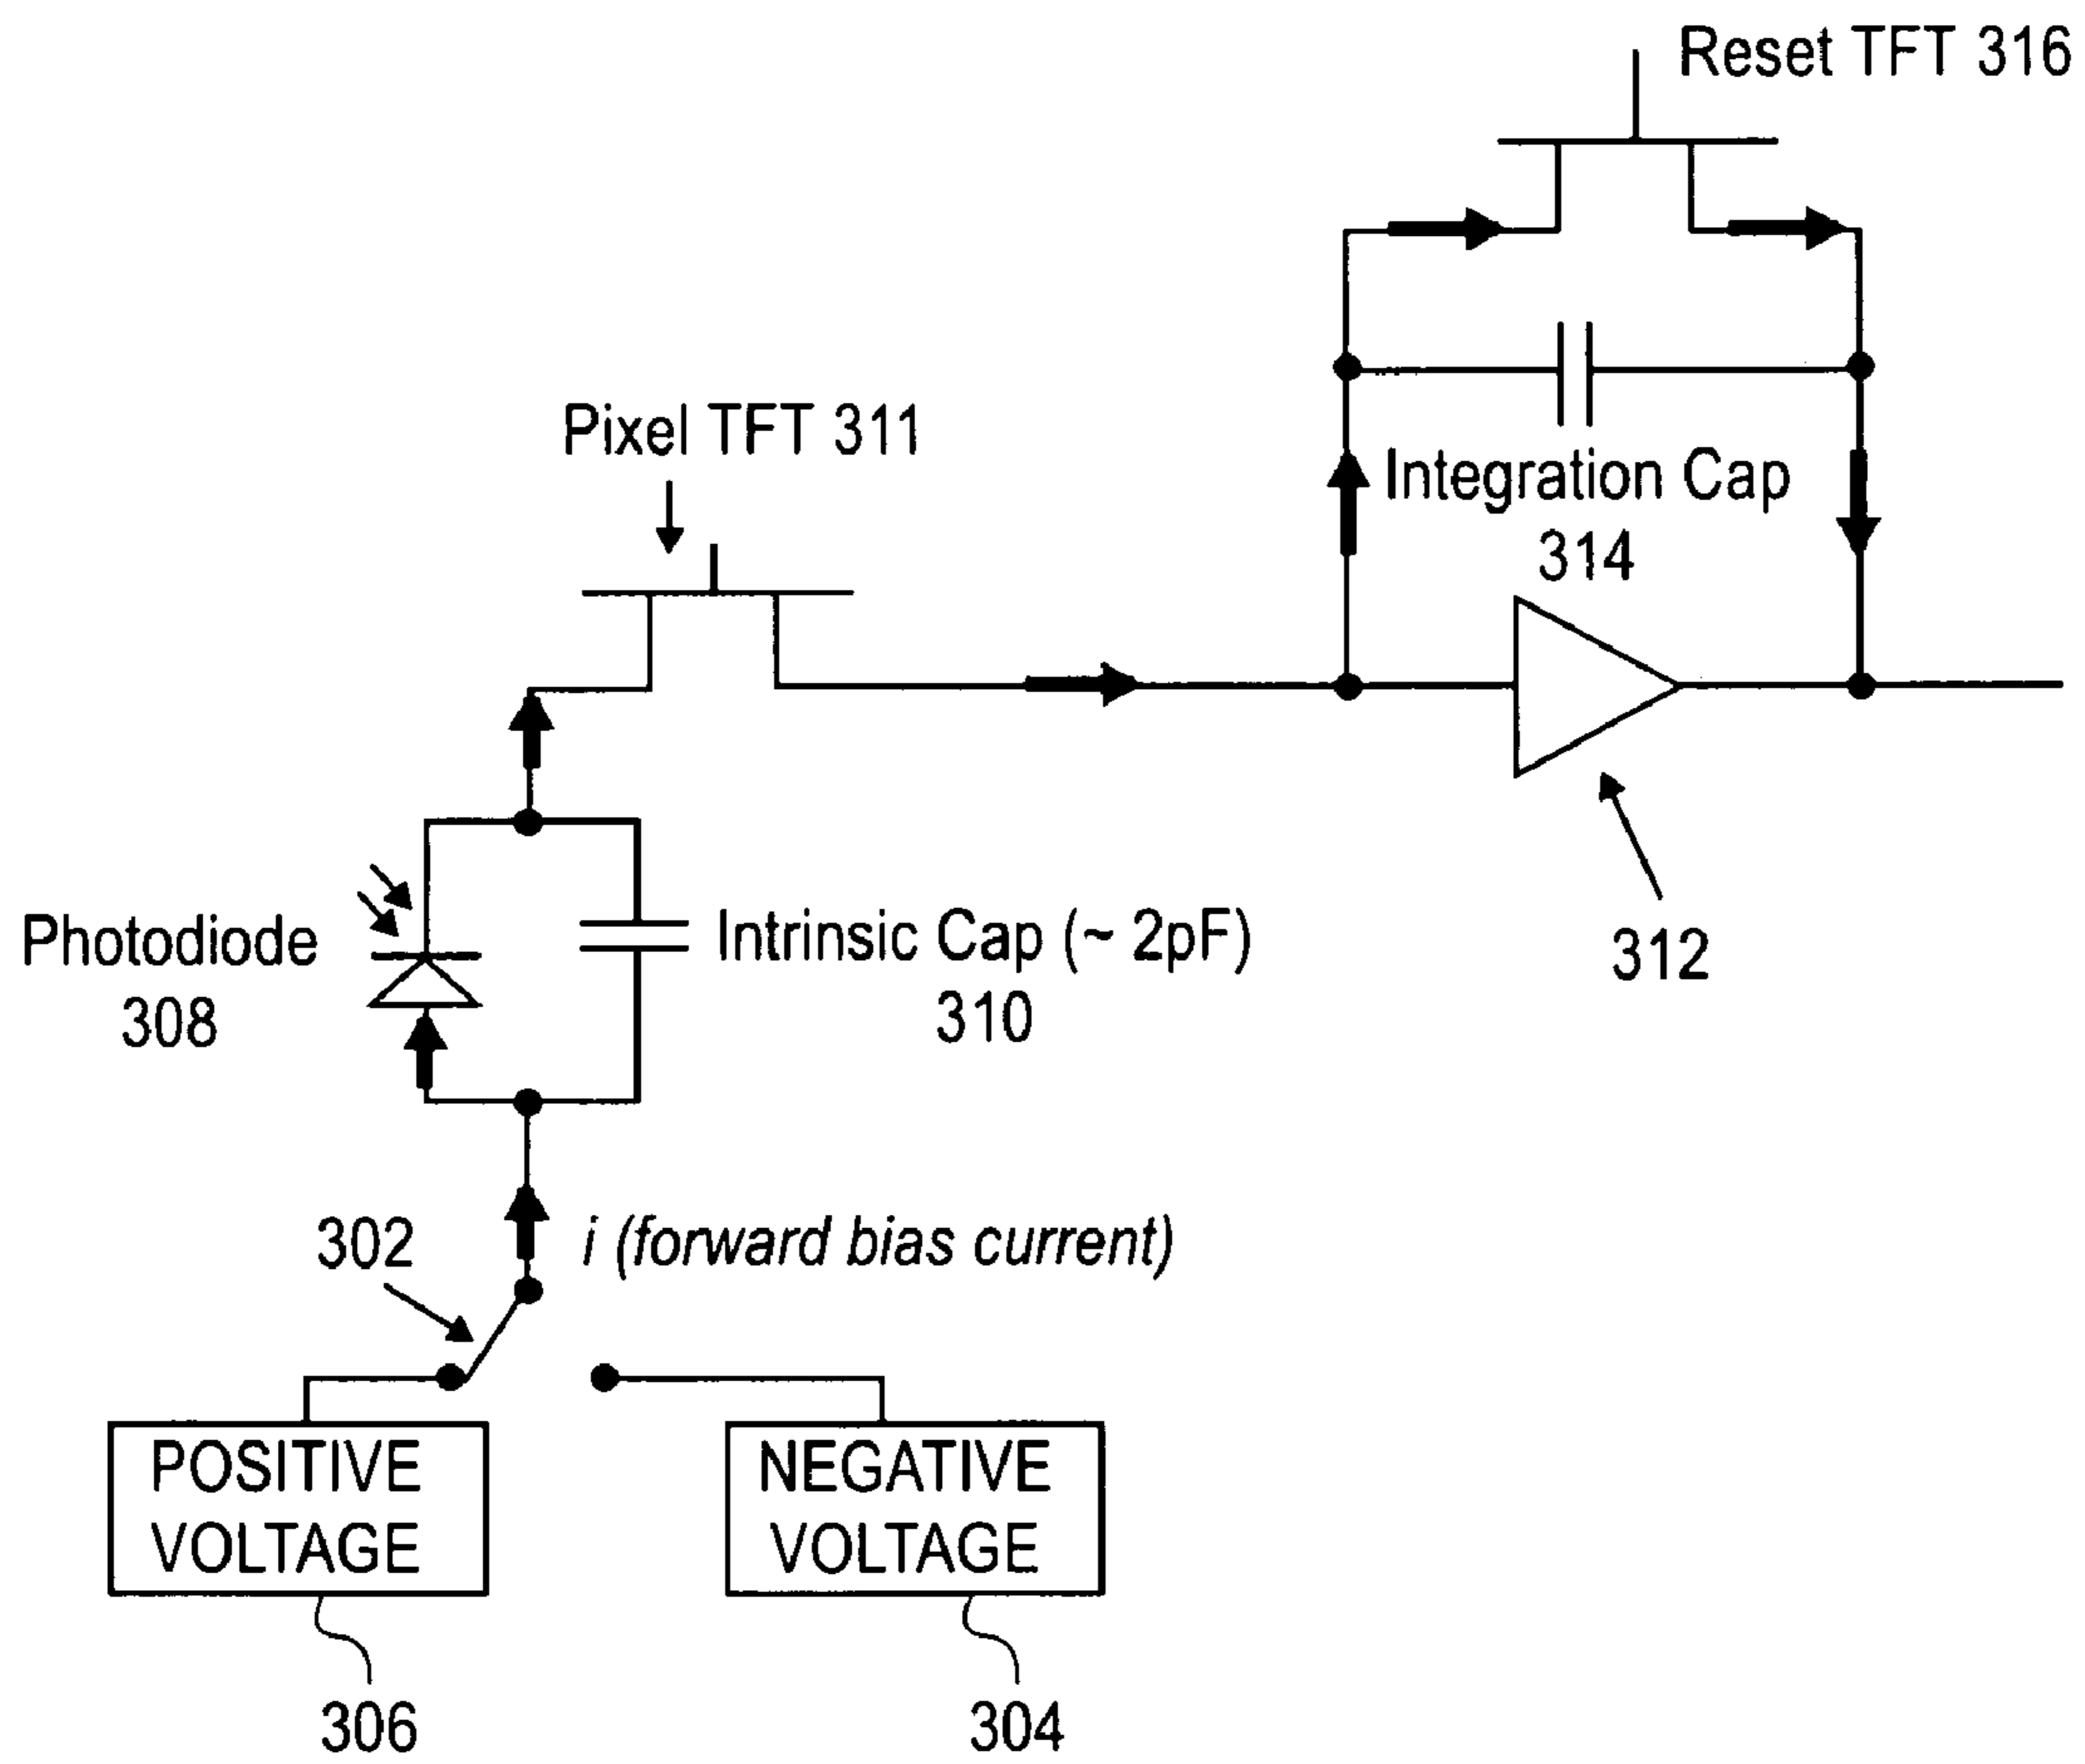 Reset TFT 316
Pixel TFT 311
Integration Cap
314
312
Photodiode
308
Intrinsic Cap (~ 2pF)
310
302
i (forward bias current)
POSITIVE
VOLTAGE
306
NEGATIVE
VOLTAGE
304